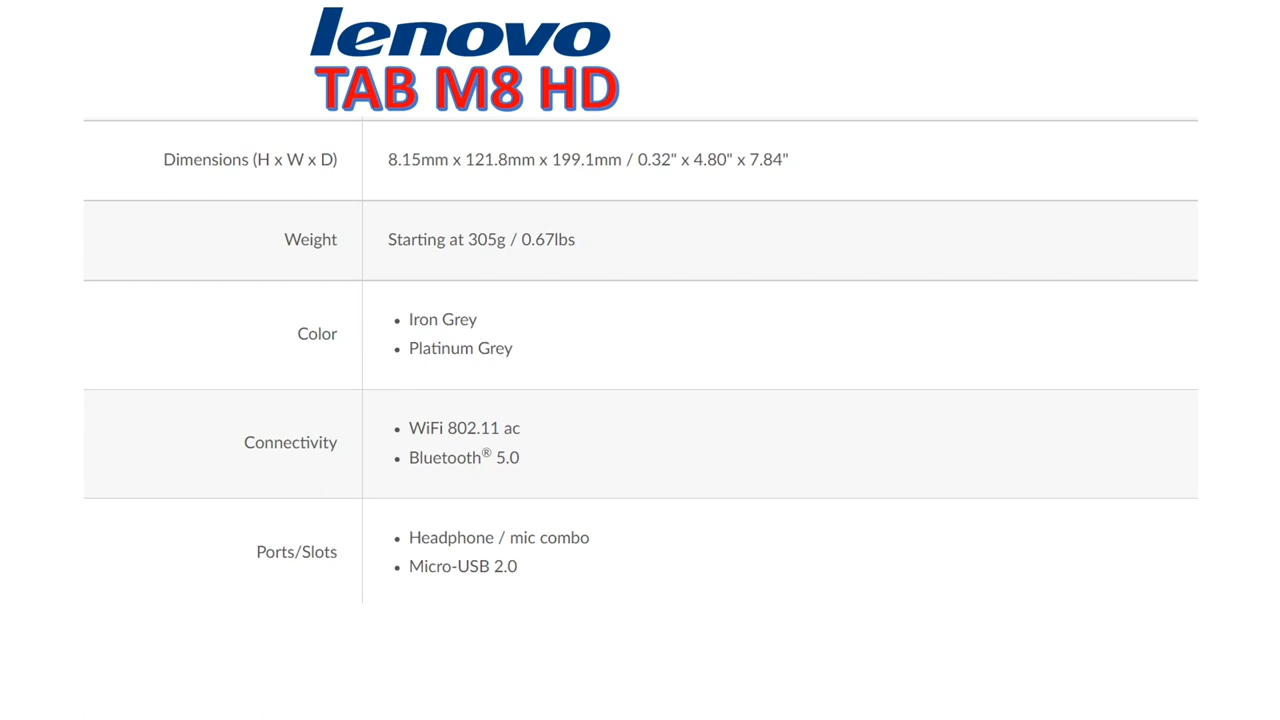 lenovo
TAB M8 HD
Dimensions (H x W x D) 8.15mm x 121.8mm x 199.1mm / 0.32" x 4.80" x 7.84"
Weight Starting at 305g / 0.67lbs
Color
• Iron Grey
• Platinum Grey
Connectivity
• WiFi 802.11 ac
• Bluetooth® 5.0
Ports/Slots
• Headphone / mic combo
• Micro-USB 2.0